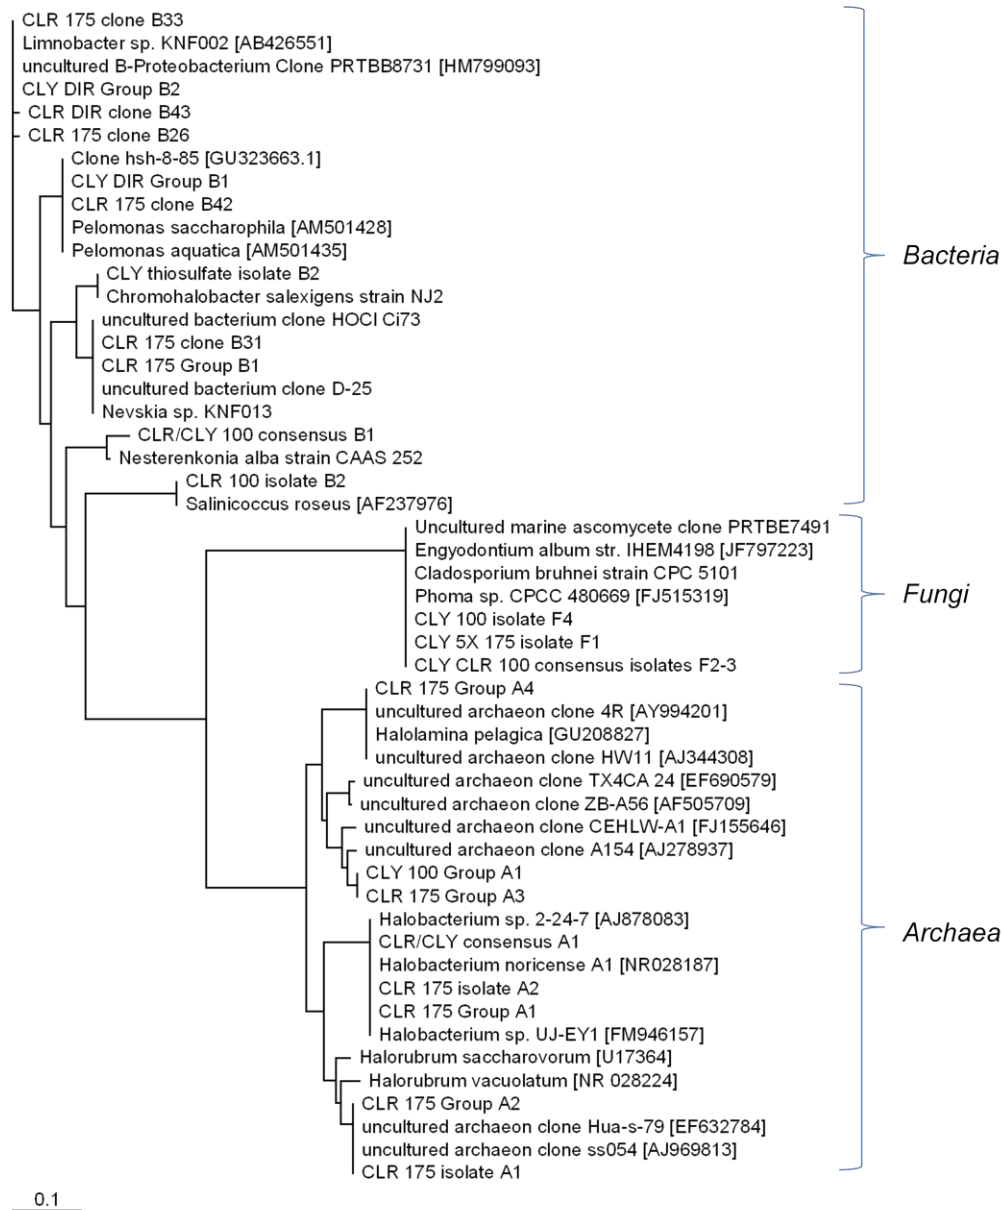 CLR 175 clone B33
Limnobacter sp. KNF002 [AB426551]
uncultured B-Proteobacterium Clone PRTBB8731 [HM799093]
CLY DIR Group B2
CLR DIR clone B43
CLR 175 clone B26
Clone hsh-8-85 [GU323663.1]
CLY DIR Group B1
CLR 175 clone B42
Pelomonas saccharophila [AM501428]
Pelomonas aquatica [AM501435]
CLY thiosulfate isolate B2
Bacteria
Chromohalobacter salexigens strain NJ2
uncultured bacterium clone HOCI Ci73
CLR 175 clone B31
CLR 175 Group B1
uncultured bacterium clone D-25
Nevskia sp. KNF013
CLR/CLY 100 consensus B1
Nesterenkonia alba strain CAAS 252
CLR 100 isolate B2
Salinicoccus roseus [AF237976]
Uncultured marine ascomycete clone PRTBE7491
Engyodontium album str. IHEM4198 [JF797223]
Cladosporium bruhnei strain CPC 5101
Phoma sp. CPCC 480669 [FJ515319]
Fungi
CLY 100 isolate F4
CLY 5X 175 isolate F1
CLY CLR 100 consensus isolates F2-3
CLR 175 Group A4
uncultured archaeon clone 4R [AY994201]
Halolamina pelagica [GU208827]
uncultured archaeon clone HW11 [AJ344308]
uncultured archaeon clone TX4CA 24 [EF690579]
uncultured archaeon clone ZB-A56 [AF505709]
uncultured archaeon clone CEHLW-A1 [FJ155646]
uncultured archaeon clone A154 [AJ278937]
CLY 100 Group A1
CLR 175 Group A3
Halobacterium sp. 2-24-7 [AJ878083]
Archaea
CLR/CLY consensus A1
Halobacterium noricense A1 [NR028187]
CLR 175 isolate A2
CLR 175 Group A1
Halobacterium sp. UJ-EY1 [FM946157]
Halorubrum saccharovorum [U17364]
Halorubrum vacuolatum [NR 028224]
CLR 175 Group A2
uncultured archaeon clone Hua-s-79 [EF632784]
uncultured archaeon clone ss054 [AJ969813]
CLR 175 isolate A1
0.1